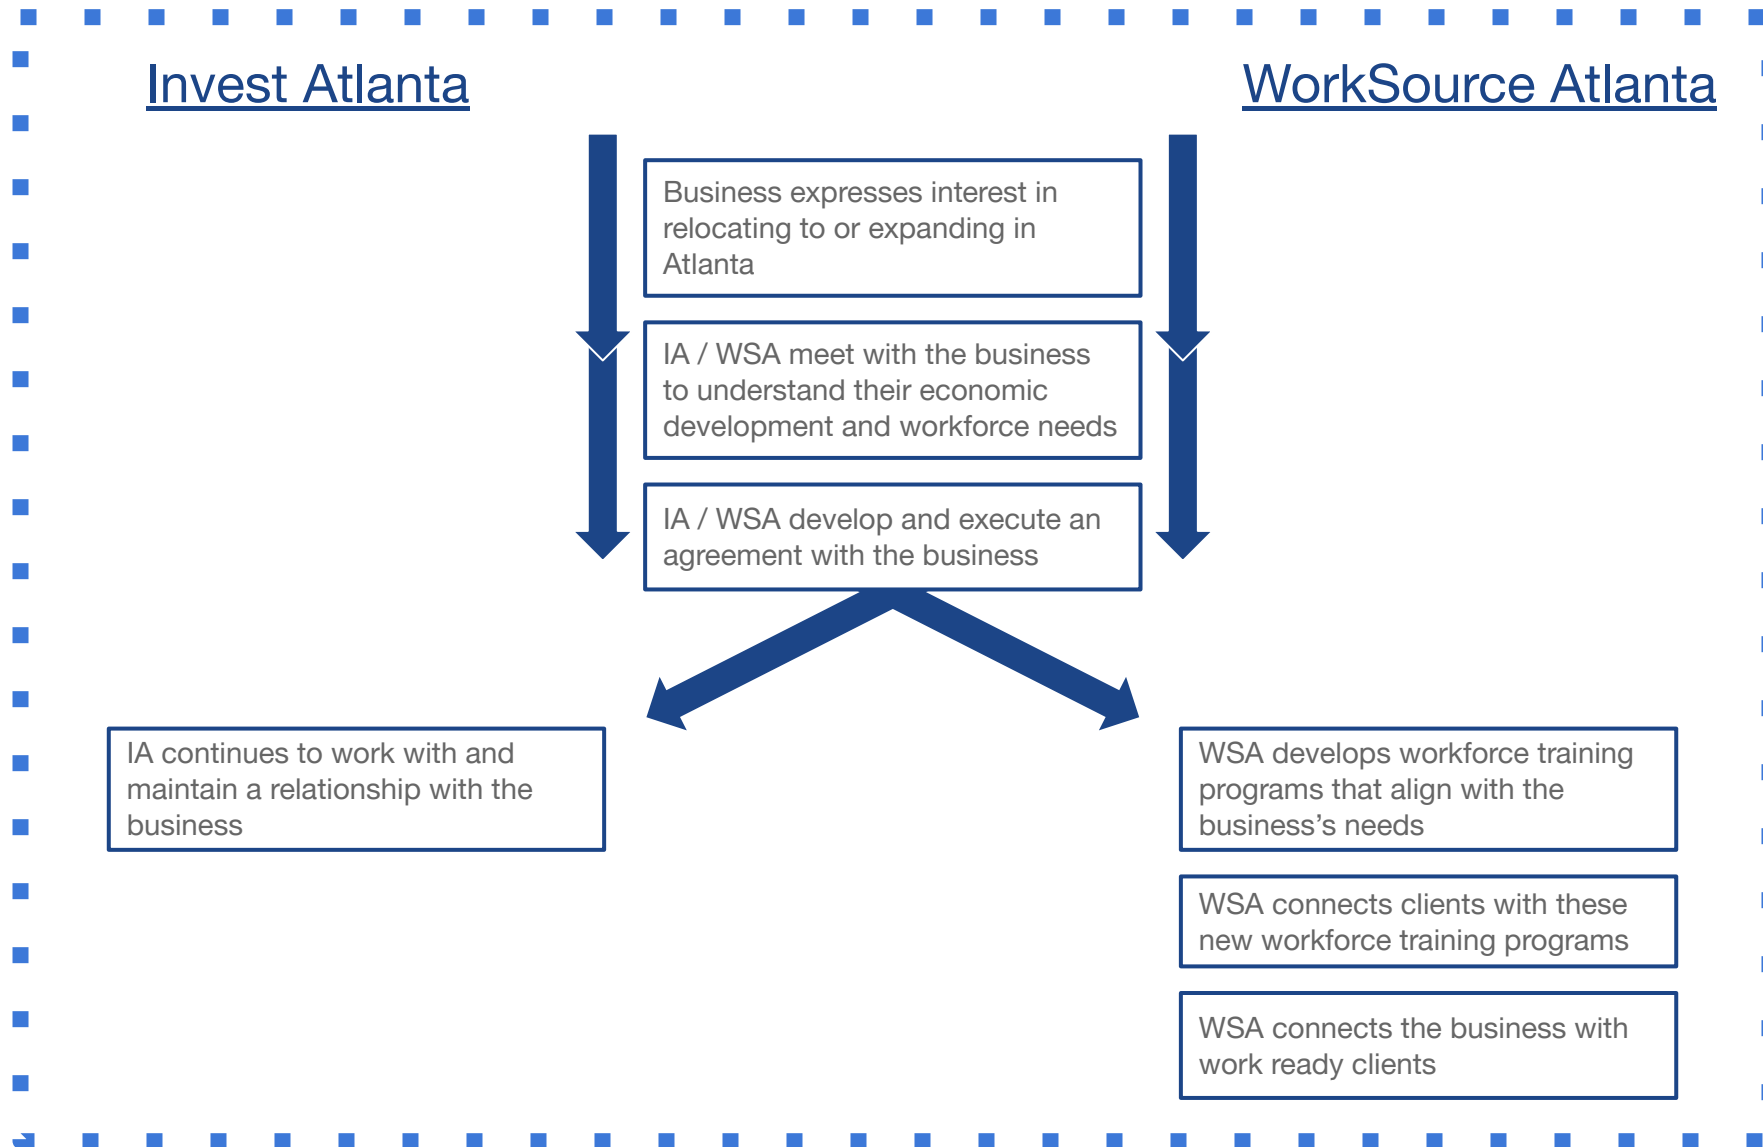 Invest Atlanta
WorkSource Atlanta
Business expresses interest in
relocating to or expanding in
Atlanta
IA / WSA meet with the business
to understand their economic
development and workforce needs
IA / WSA develop and execute an
agreement with the business
IA continues to work with and
maintain a relationship with the
business
WSA develops workforce training
programs that align with the
business’s needs
WSA connects clients with these
new workforce training programs
WSA connects the business with
work ready clients